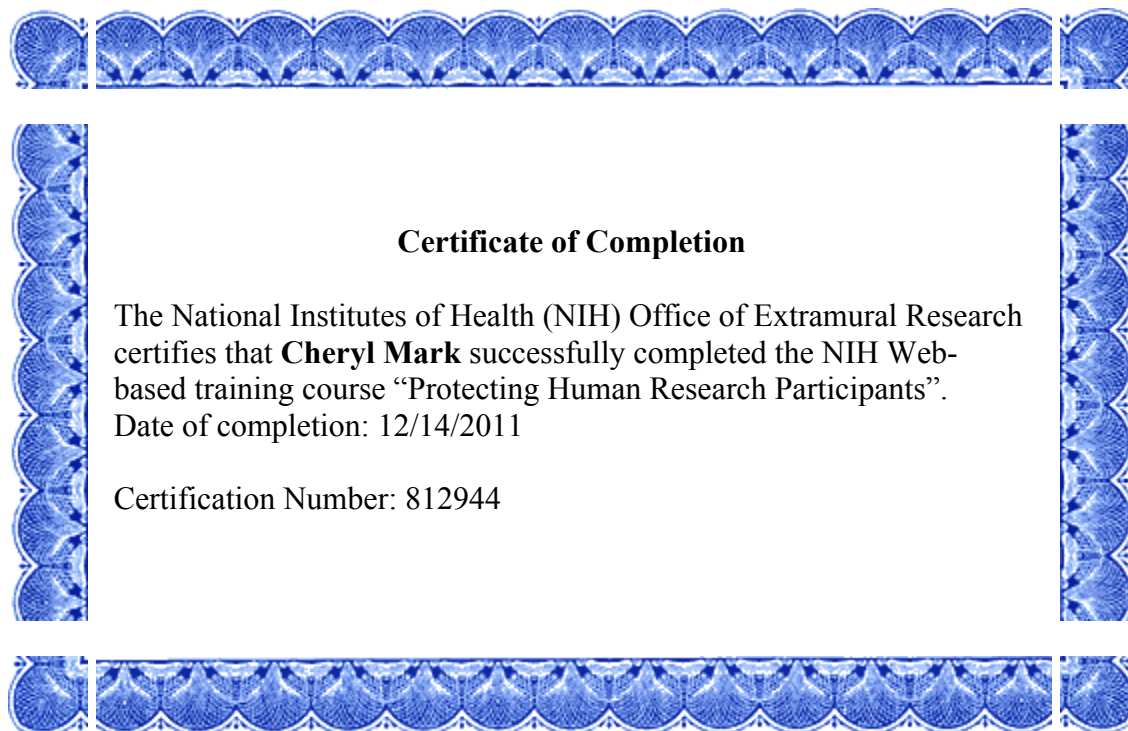 Certificate of Completion
The National Institutes of Health (NIH) Office of Extramural Research
certifies that Cheryl Mark successfully completed the NIH Web-
based training course “Protecting Human Research Participants”.
Date of completion: 12/14/2011
Certification Number: 812944